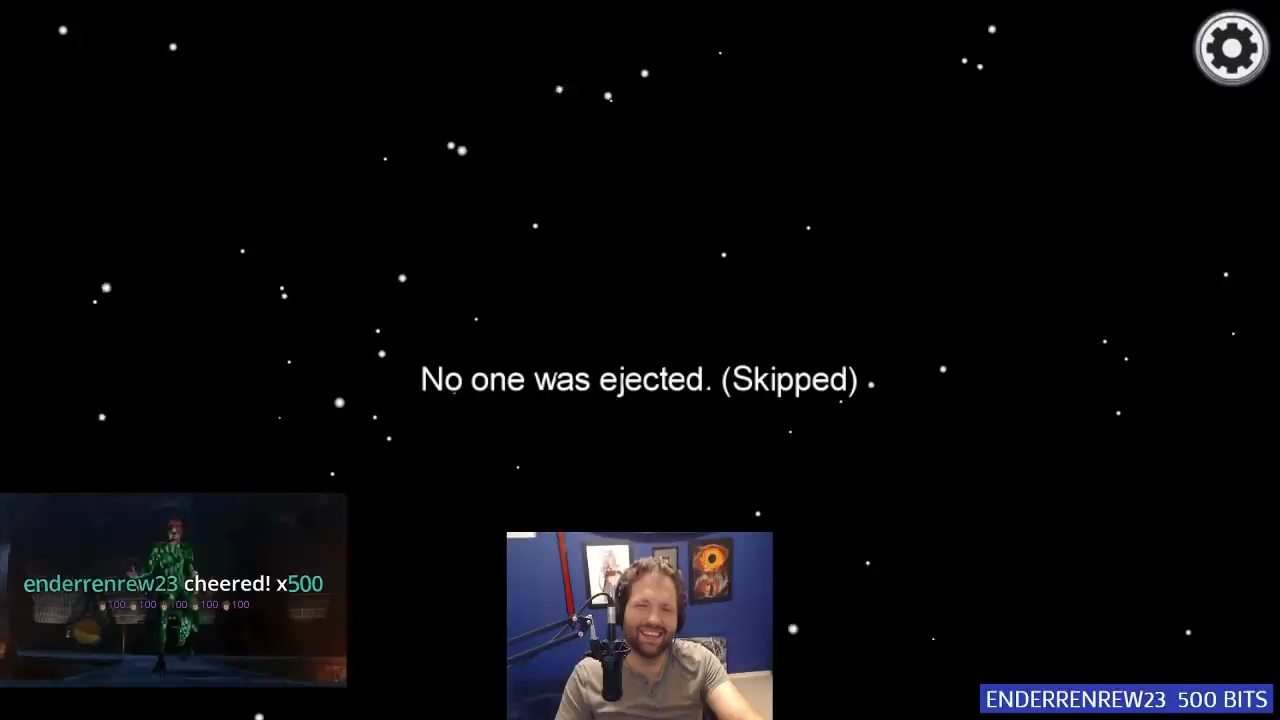 No one was ejected. (Skipped)
enderrenrew23 cheered! x500
100 100 100 100 100
ENDERRENREW23 500 BITS